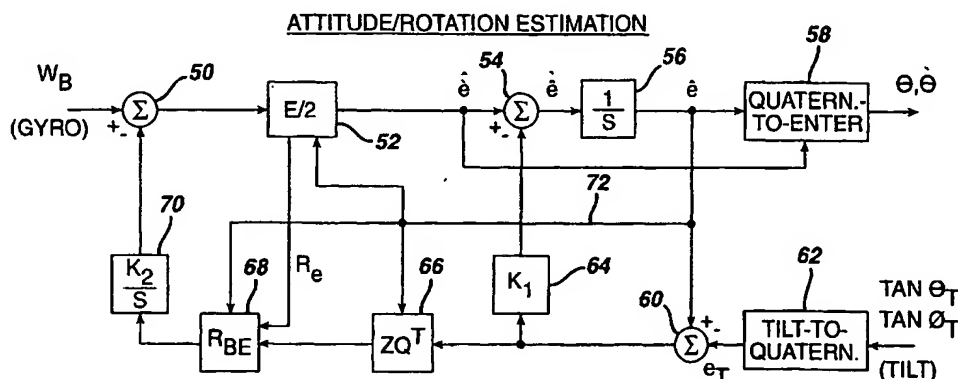 ATTITUDE/ROTATION ESTIMATION
W_B
(GYRO)
50
Σ
+-
E/2
52
ė̂
54
Σ
+-
ė̂
56
1/S
ê
58
QUATERN.-
TO-ENTER
Θ,Θ̇
72
70
K_2/S
68
R_BE
R_e
66
ZQ^T
K_1
64
60
+-
Σ
e_T
62
TILT-TO-
QUATERN.
TAN Θ_T
TAN Ø_T
(TILT)